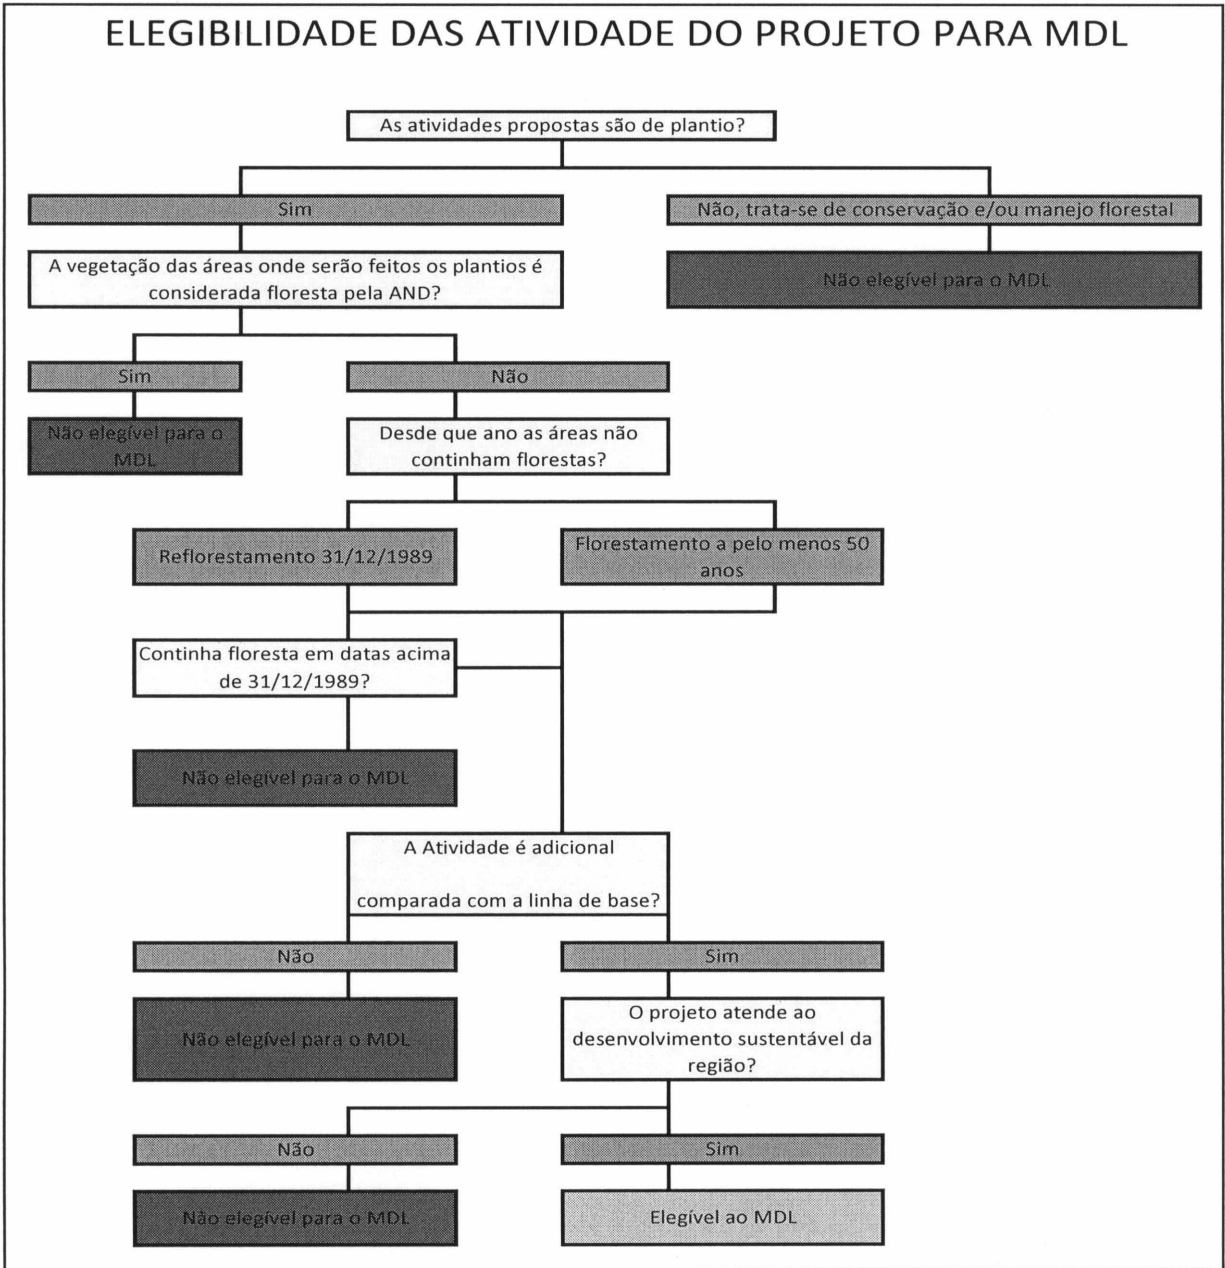 ELEGIBILIDADE DAS ATIVIDADE DO PROJETO PARA MDL
As atividades propostas são de plantio?
Sim
Não, trata-se de conservação e/ou manejo florestal
A vegetação das áreas onde serão feitos os plantios é
considerada floresta pela AND?
Não elegível para o MDL
Sim
Não
Não elegível para o
MDL
Desde que ano as áreas não
continham florestas?
Reflorestamento 31/12/1989
Florestamento a pelo menos 50
anos
Continha floresta em datas acima
de 31/12/1989?
Não elegível para o MDL
A Atividade é adicional
comparada com a linha de base?
Não
Sim
Não elegível para o MDL
O projeto atende ao
desenvolvimento sustentável da
região?
Não
Sim
Não elegível para o MDL
Elegível ao MDL